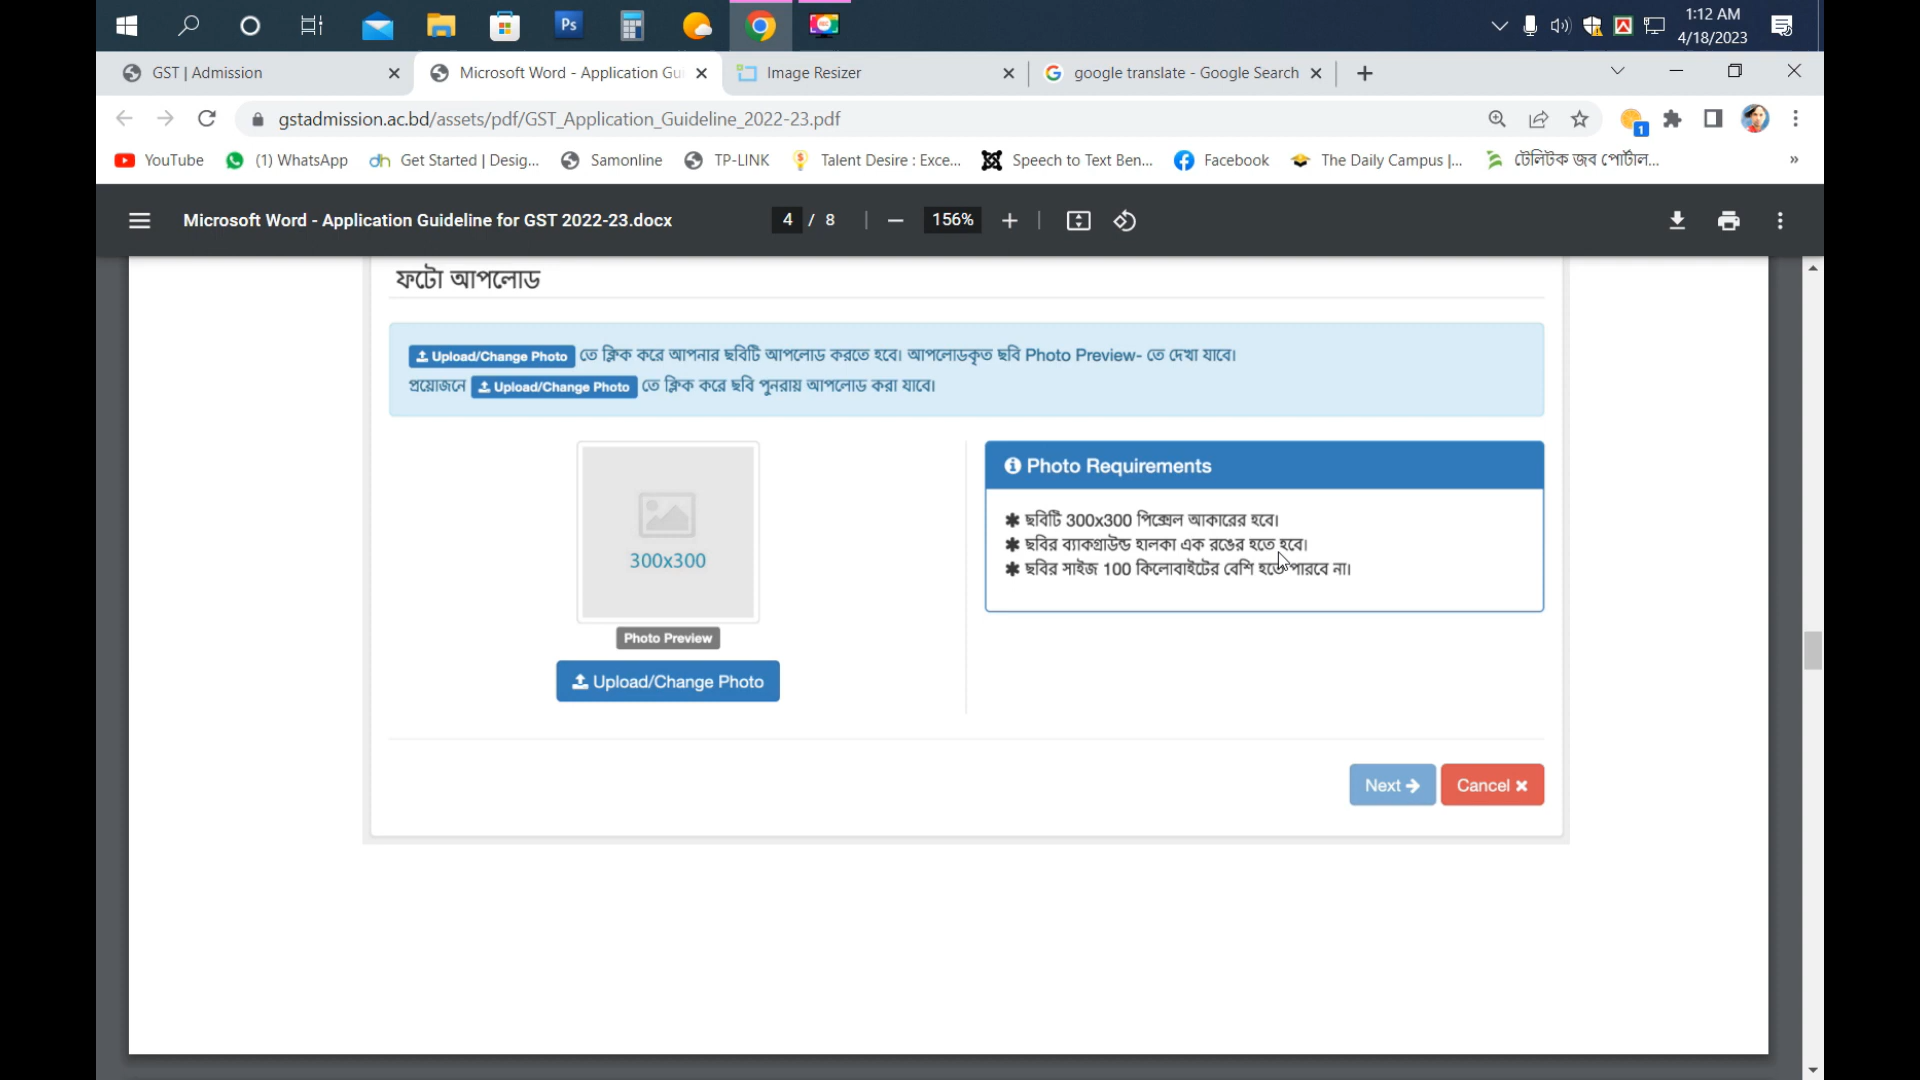 Ps
1:12 AM
4/18/2023
GST | Admission
Microsoft Word - Application Gu
Image Resizer
google translate - Google Search
gstadmission.ac.bd/assets/pdf/GST_Application_Guideline_2022-23.pdf
1
YouTube
(1) WhatsApp
Get Started | Desig...
Samonline
TP-LINK
Talent Desire : Exce...
Speech to Text Ben...
Facebook
The Daily Campus |...
টেলিটক জব পোর্টাল...
Microsoft Word - Application Guideline for GST 2022-23.docx
4 / 8
156%
ফটো আপলোড
Upload/Change Photo তে ক্লিক করে আপনার ছবিটি আপলোড করতে হবে। আপলোডকৃত ছবি Photo Preview- তে দেখা যাবে।
প্রয়োজনে Upload/Change Photo তে ক্লিক করে ছবি পুনরায় আপলোড করা যাবে।
300x300
Photo Preview
Upload/Change Photo
Photo Requirements
✱ ছবিটি 300x300 পিক্সেল আকারের হবে।
✱ ছবির ব্যাকগ্রাউন্ড হালকা এক রঙের হতে হবে।
✱ ছবির সাইজ 100 কিলোবাইটের বেশি হতে পারবে না।
Next
Cancel